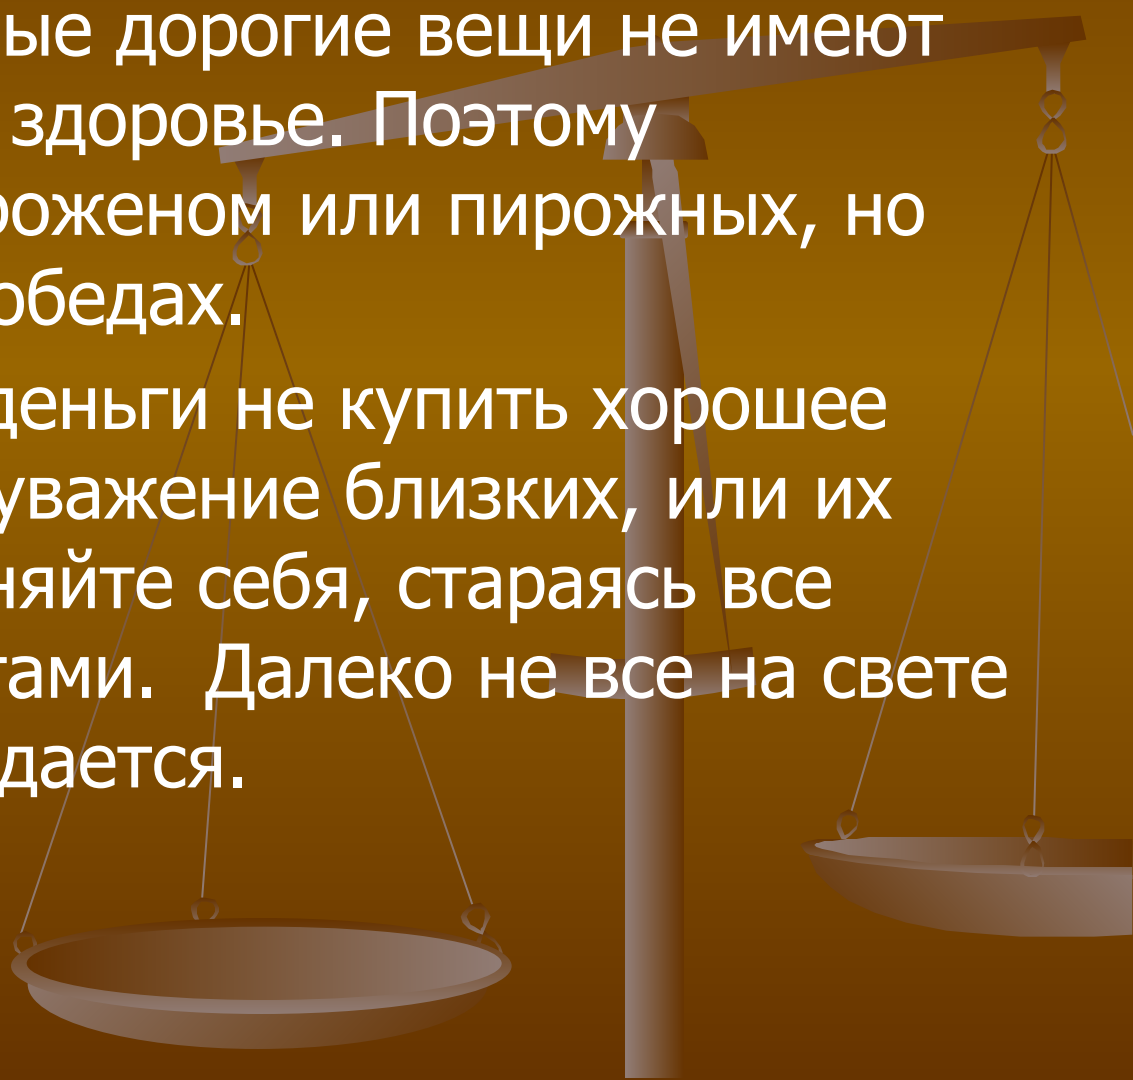 ые дорогие вещи не имеют
здоровье. Поэтому
роженом или пирожных, но
обедах.
деньги не купить хорошее
уважение близких, или их
няйте себя, стараясь все
тами. Далеко не все на свете
дается.